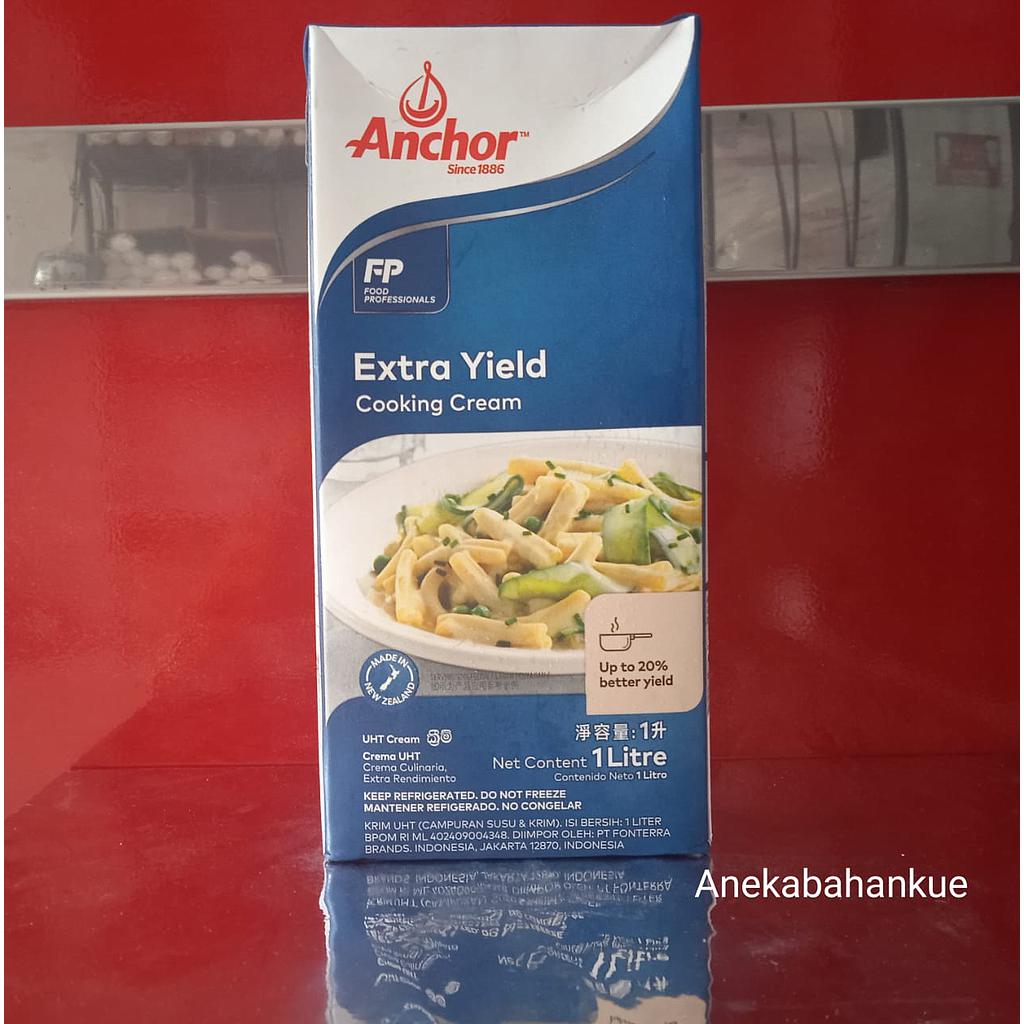 Anchor™
Since 1886
FP
FOOD
PROFESSIONALS
Extra Yield
Cooking Cream
Up to 20%
better yield
MADE IN
NEW ZEALAND
UHT Cream
淨容量: 1升
Net Content 1 Litre
Contenido Neto 1 Litro
Crema UHT
Crema Culinaria,
Extra Rendimiento
KEEP REFRIGERATED. DO NOT FREEZE
MANTENER REFIGERADO. NO CONGELAR
KRIM UHT (CAMPURAN SUSU & KRIM). ISI BERSIH: 1 LITER
BPOM RI ML 402409004348. DIIMPOR OLEH: PT FONTERRA
BRANDS. INDONESIA, JAKARTA 12870, INDONESIA
Anekabahankue